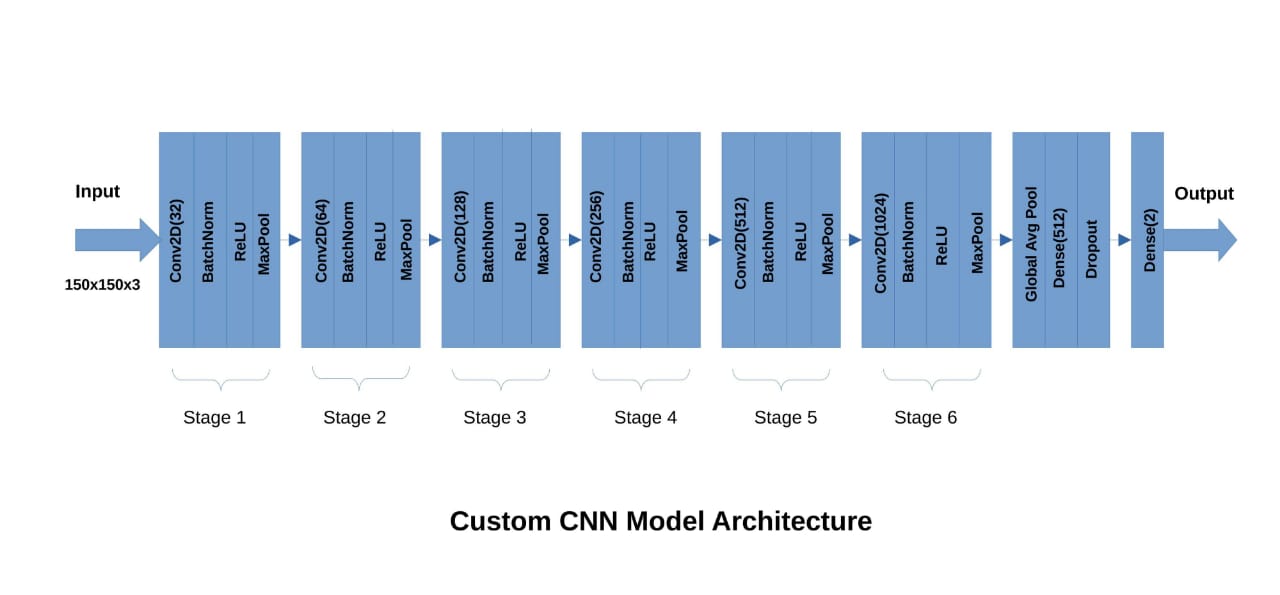 Input
150x150x3
Conv2D(32)
BatchNorm
ReLU
MaxPool
Conv2D(64)
BatchNorm
ReLU
MaxPool
Conv2D(128)
BatchNorm
ReLU
MaxPool
Conv2D(256)
BatchNorm
ReLU
MaxPool
Conv2D(512)
BatchNorm
ReLU
MaxPool
Conv2D(1024)
BatchNorm
ReLU
MaxPool
Global Avg Pool
Dense(512)
Dropout
Dense(2)
Output
Stage 1
Stage 2
Stage 3
Stage 4
Stage 5
Stage 6
Custom CNN Model Architecture